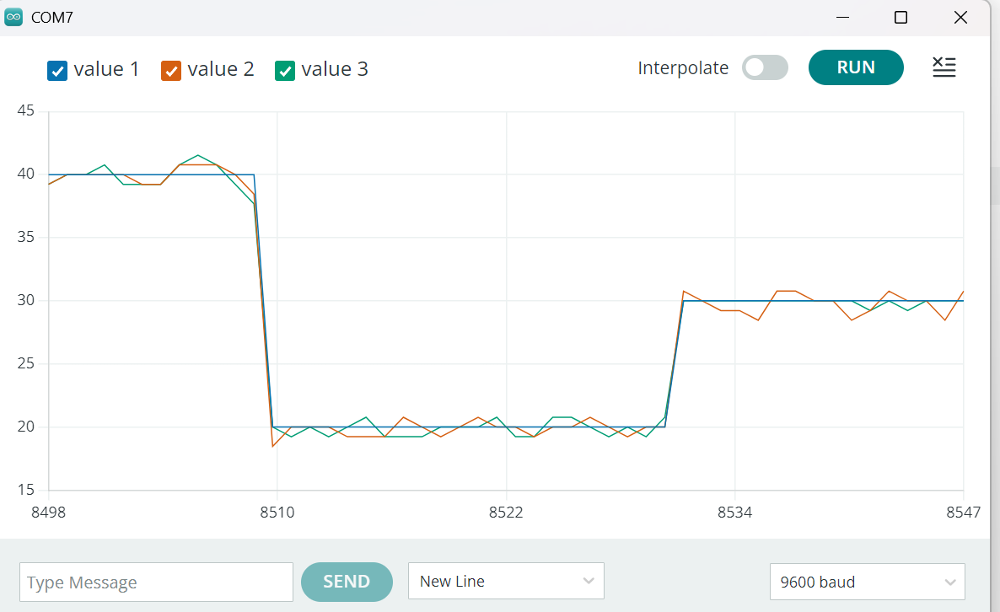 COM7
value 1 value 2 value 3 Interpolate RUN
45
40
35
30
25
20
15
8498 8510 8522 8534 8547
Type Message SEND New Line 9600 baud